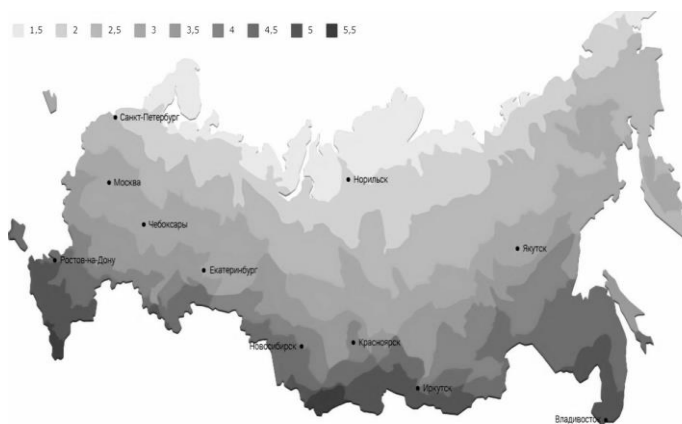 1,5 2 2,5 3 3,5 4 4,5 5 5,5
Санкт-Петербург
Норильск
Москва
Чебоксары
Якутск
Ростов-на-Дону
Екатеринбург
Красноярск
Новосибирск
Иркутск
Владивосток